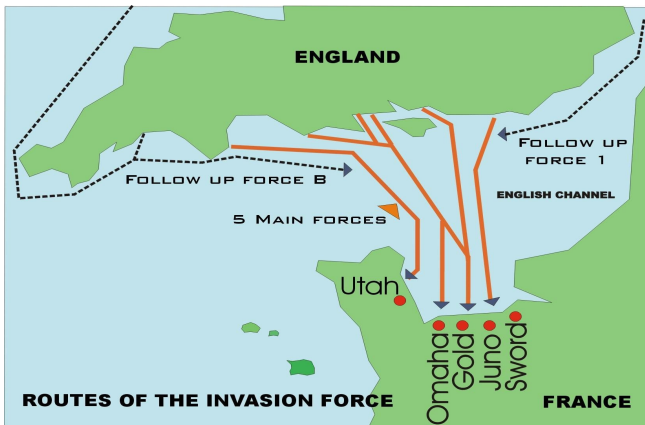 ENGLAND
FOLLOW UP
FORCE 1
FOLLOW UP FORCE B
ENGLISH CHANNEL
5 MAIN FORCES
Utah
Omaha
Gold
Juno
Sword
ROUTES OF THE INVASION FORCE
FRANCE